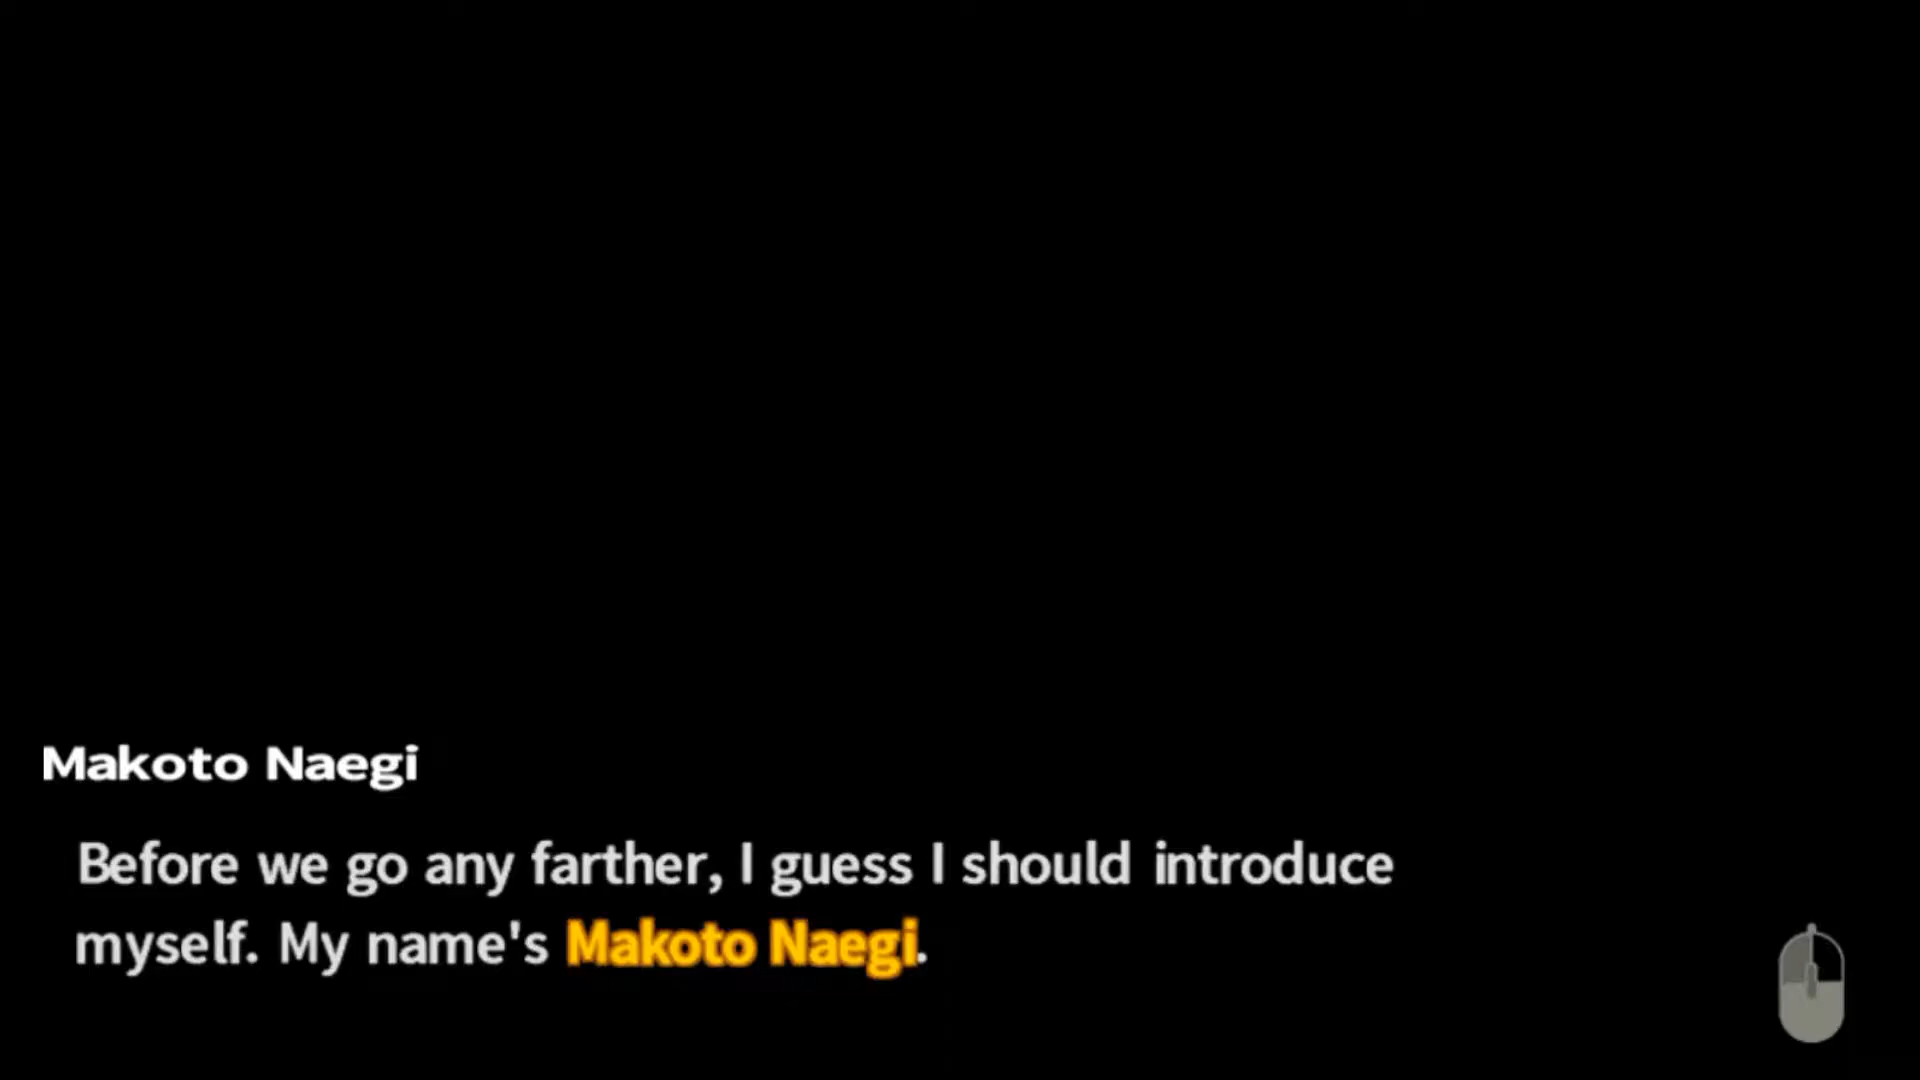 Makoto Naegi
Before we go any farther, I guess I should introduce
myself. My name's Makoto Naegi.